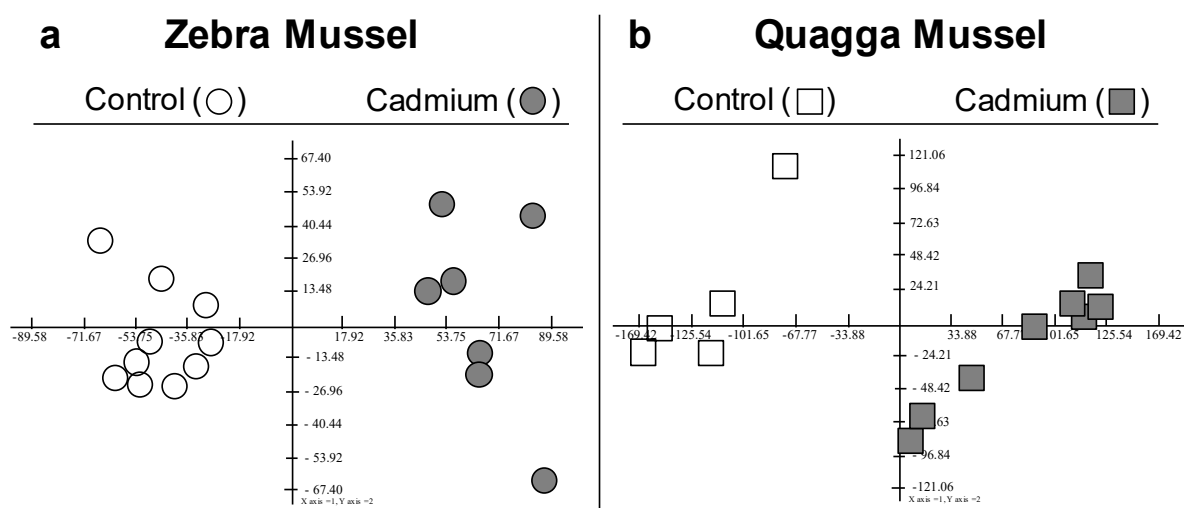 a Zebra Mussel
Control ( )
Cadmium ( )
67.40
53.92
40.44
26.96
13.48
-89.58 -71.67 -53.75 -35.83 -17.92 17.92 35.83 53.75 71.67 89.58
- 13.48
- 26.96
- 40.44
- 53.92
- 67.40
X axis =1, Y axis =2
b Quagga Mussel
Control ( )
Cadmium ( )
121.06
96.84
72.63
48.42
24.21
-169.42 -125.54 -101.65 -67.77 -33.88 33.88 67.7 101.65 125.54 169.42
- 24.21
- 48.42
63
- 96.84
-121.06
X axis =1, Y axis =2